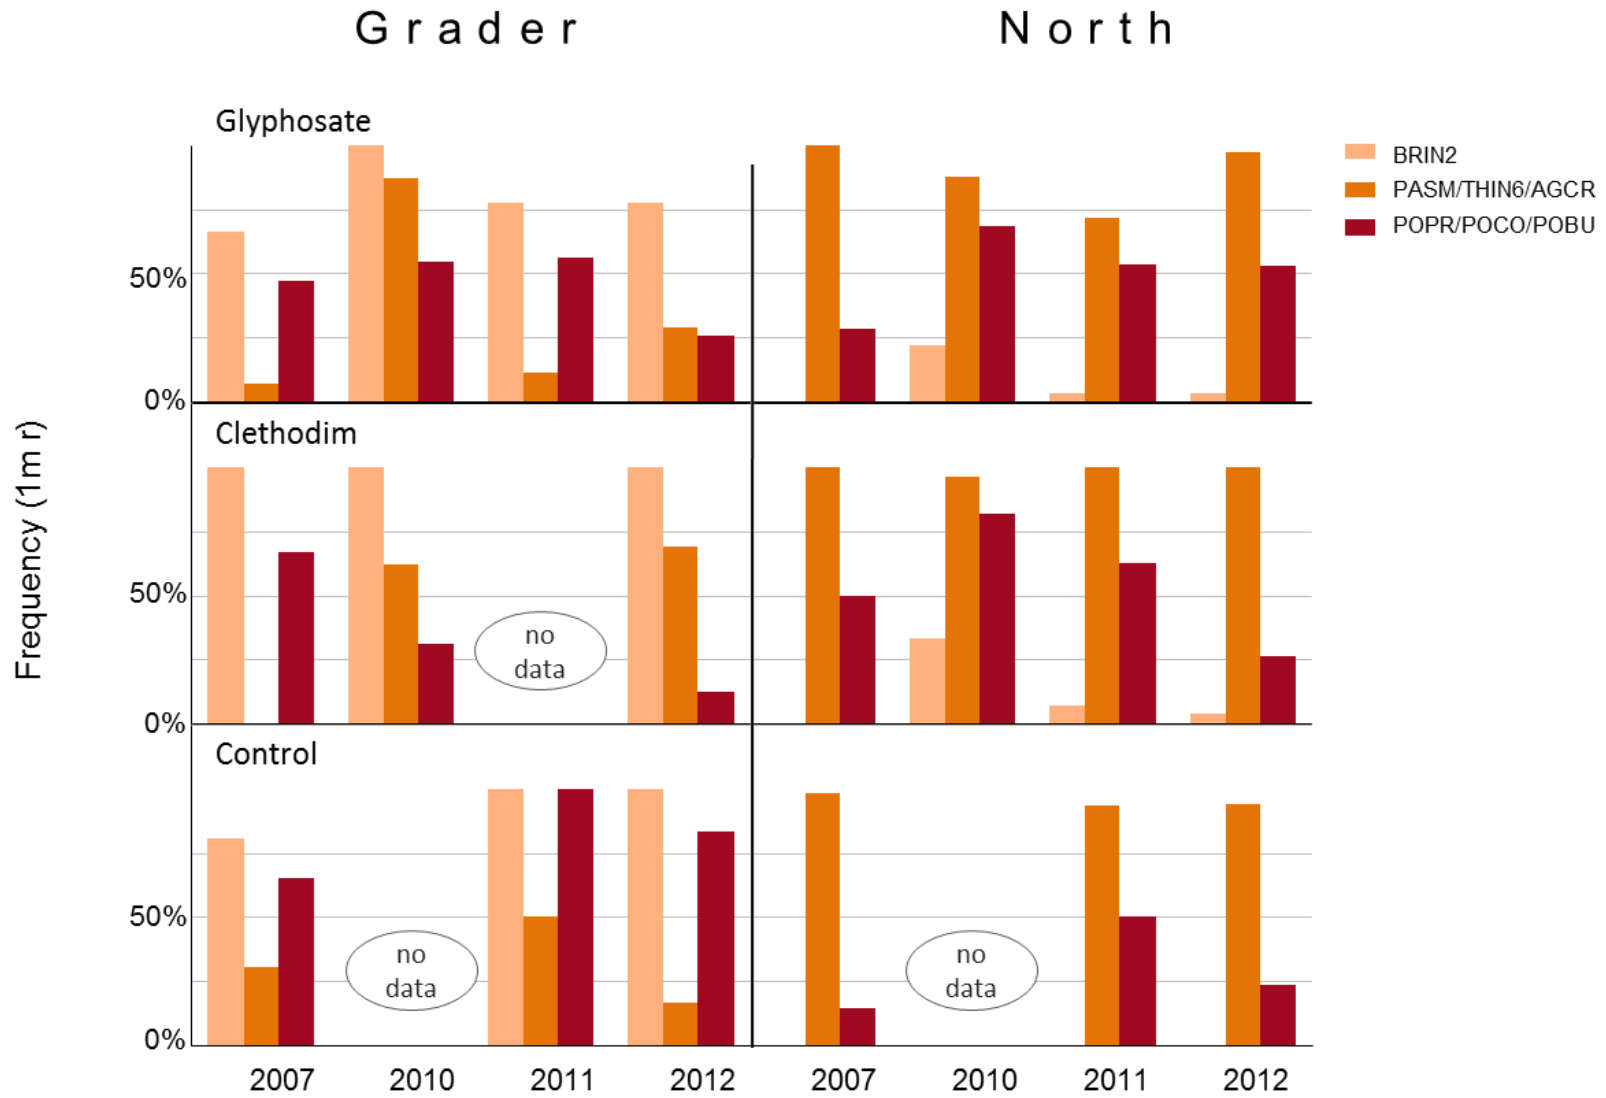 Grader
North
Glyphosate
BRIN2
PASM/THIN6/AGCR
POPR/POCO/POBU
50%
0%
Clethodim
50%
no
data
0%
Control
50%
no
data
no
data
0%
Frequency (1m r)
2007 2010 2011 2012 2007 2010 2011 2012